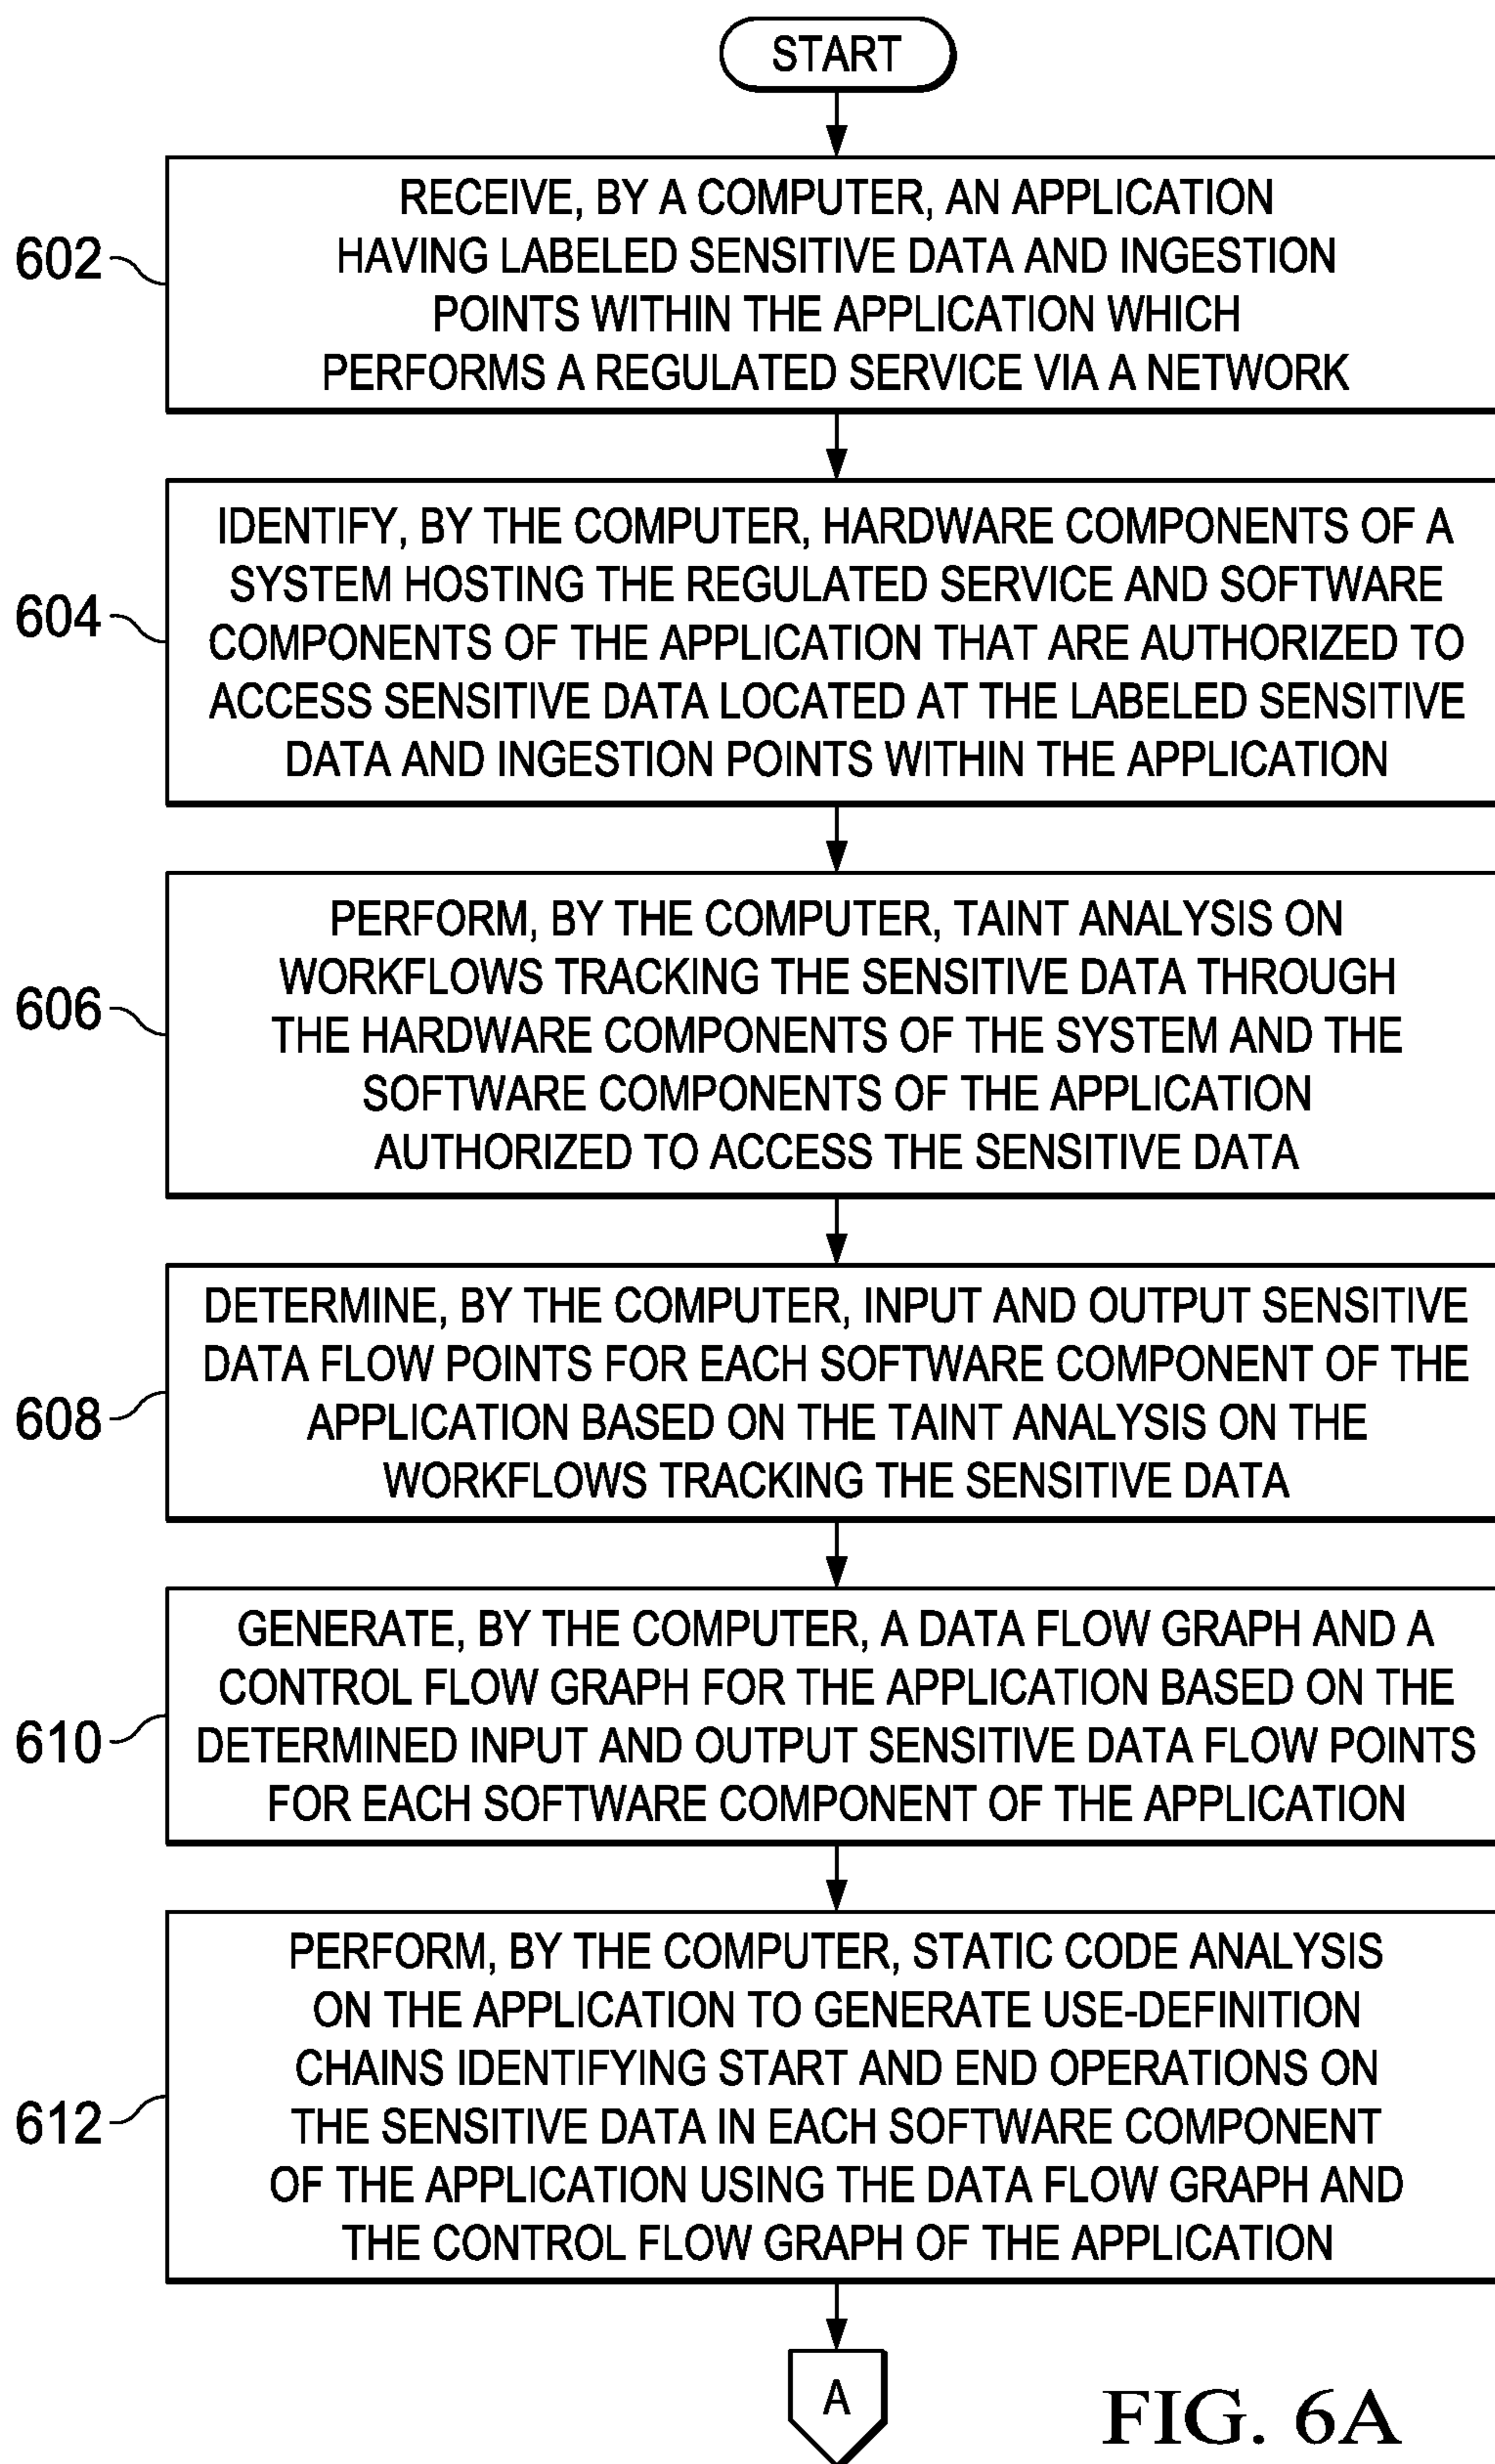 START
602
RECEIVE, BY A COMPUTER, AN APPLICATION
HAVING LABELED SENSITIVE DATA AND INGESTION
POINTS WITHIN THE APPLICATION WHICH
PERFORMS A REGULATED SERVICE VIA A NETWORK
604
IDENTIFY, BY THE COMPUTER, HARDWARE COMPONENTS OF A
SYSTEM HOSTING THE REGULATED SERVICE AND SOFTWARE
COMPONENTS OF THE APPLICATION THAT ARE AUTHORIZED TO
ACCESS SENSITIVE DATA LOCATED AT THE LABELED SENSITIVE
DATA AND INGESTION POINTS WITHIN THE APPLICATION
606
PERFORM, BY THE COMPUTER, TAINT ANALYSIS ON
WORKFLOWS TRACKING THE SENSITIVE DATA THROUGH
THE HARDWARE COMPONENTS OF THE SYSTEM AND THE
SOFTWARE COMPONENTS OF THE APPLICATION
AUTHORIZED TO ACCESS THE SENSITIVE DATA
608
DETERMINE, BY THE COMPUTER, INPUT AND OUTPUT SENSITIVE
DATA FLOW POINTS FOR EACH SOFTWARE COMPONENT OF THE
APPLICATION BASED ON THE TAINT ANALYSIS ON THE
WORKFLOWS TRACKING THE SENSITIVE DATA
610
GENERATE, BY THE COMPUTER, A DATA FLOW GRAPH AND A
CONTROL FLOW GRAPH FOR THE APPLICATION BASED ON THE
DETERMINED INPUT AND OUTPUT SENSITIVE DATA FLOW POINTS
FOR EACH SOFTWARE COMPONENT OF THE APPLICATION
612
PERFORM, BY THE COMPUTER, STATIC CODE ANALYSIS
ON THE APPLICATION TO GENERATE USE-DEFINITION
CHAINS IDENTIFYING START AND END OPERATIONS ON
THE SENSITIVE DATA IN EACH SOFTWARE COMPONENT
OF THE APPLICATION USING THE DATA FLOW GRAPH AND
THE CONTROL FLOW GRAPH OF THE APPLICATION
A
FIG. 6A